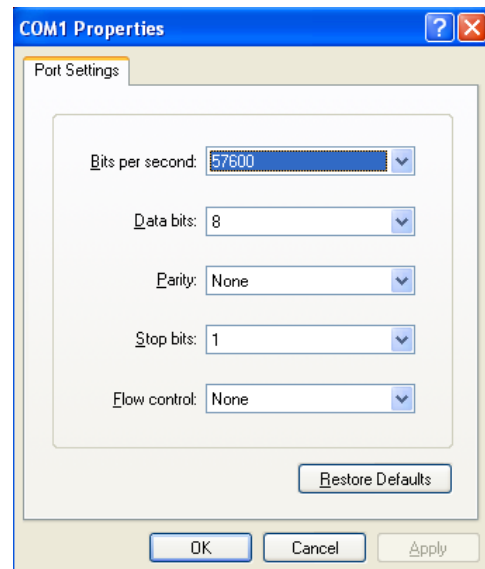 COM1 Properties
Port Settings
Bits per second: 57600
Data bits: 8
Parity: None
Stop bits: 1
Flow control: None
Restore Defaults
OK Cancel Apply